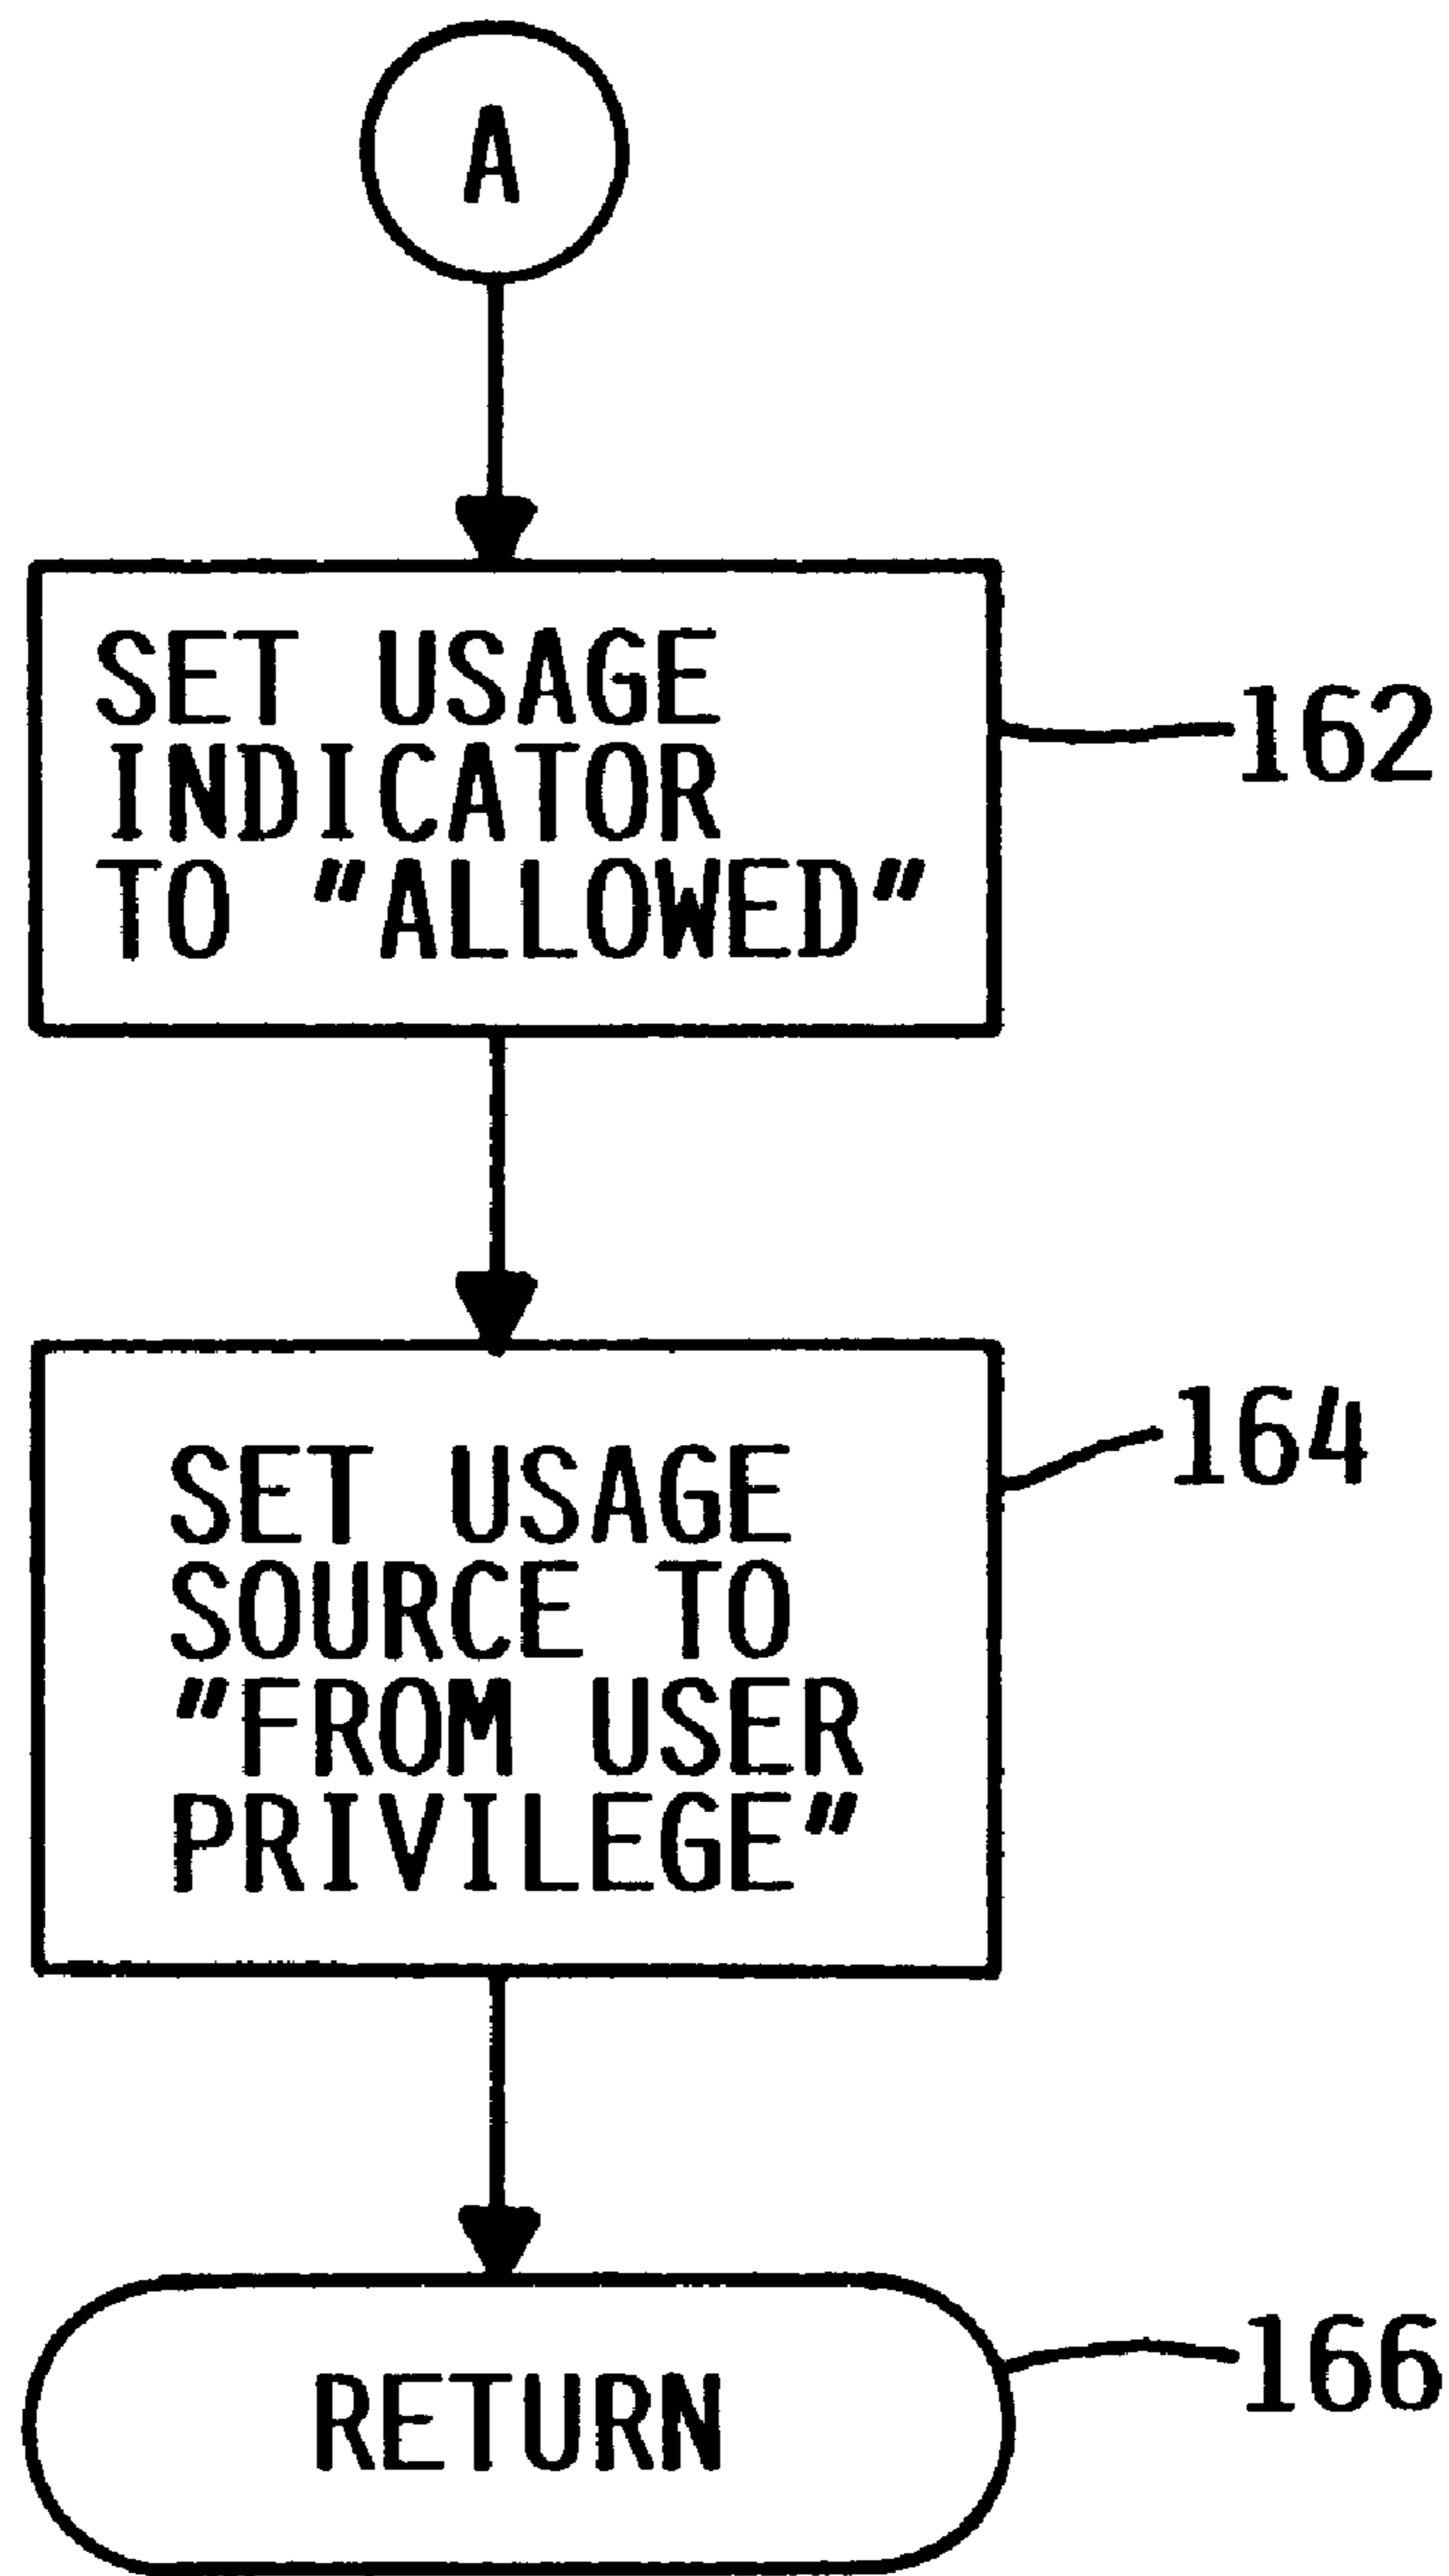 A
SET USAGE
INDICATOR
TO "ALLOWED"
162
SET USAGE
SOURCE TO
"FROM USER
PRIVILEGE"
164
RETURN
166